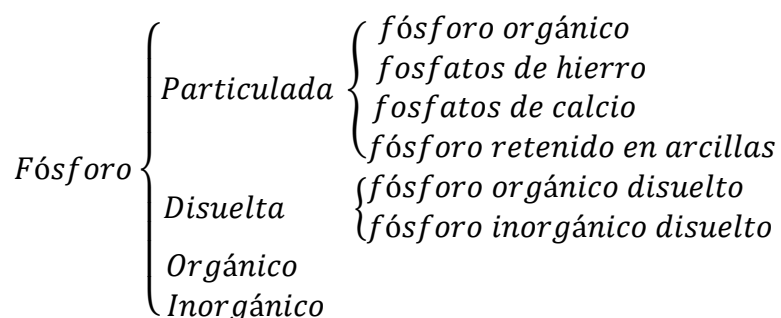 fósforo orgánico
fosfatos de hierro
Particulada
fosfatos de calcio
fósforo retenido en arcillas
Fósforo
fósforo orgánico disuelto
Disuelta
fósforo inorgánico disuelto
Orgánico
Inorgánico